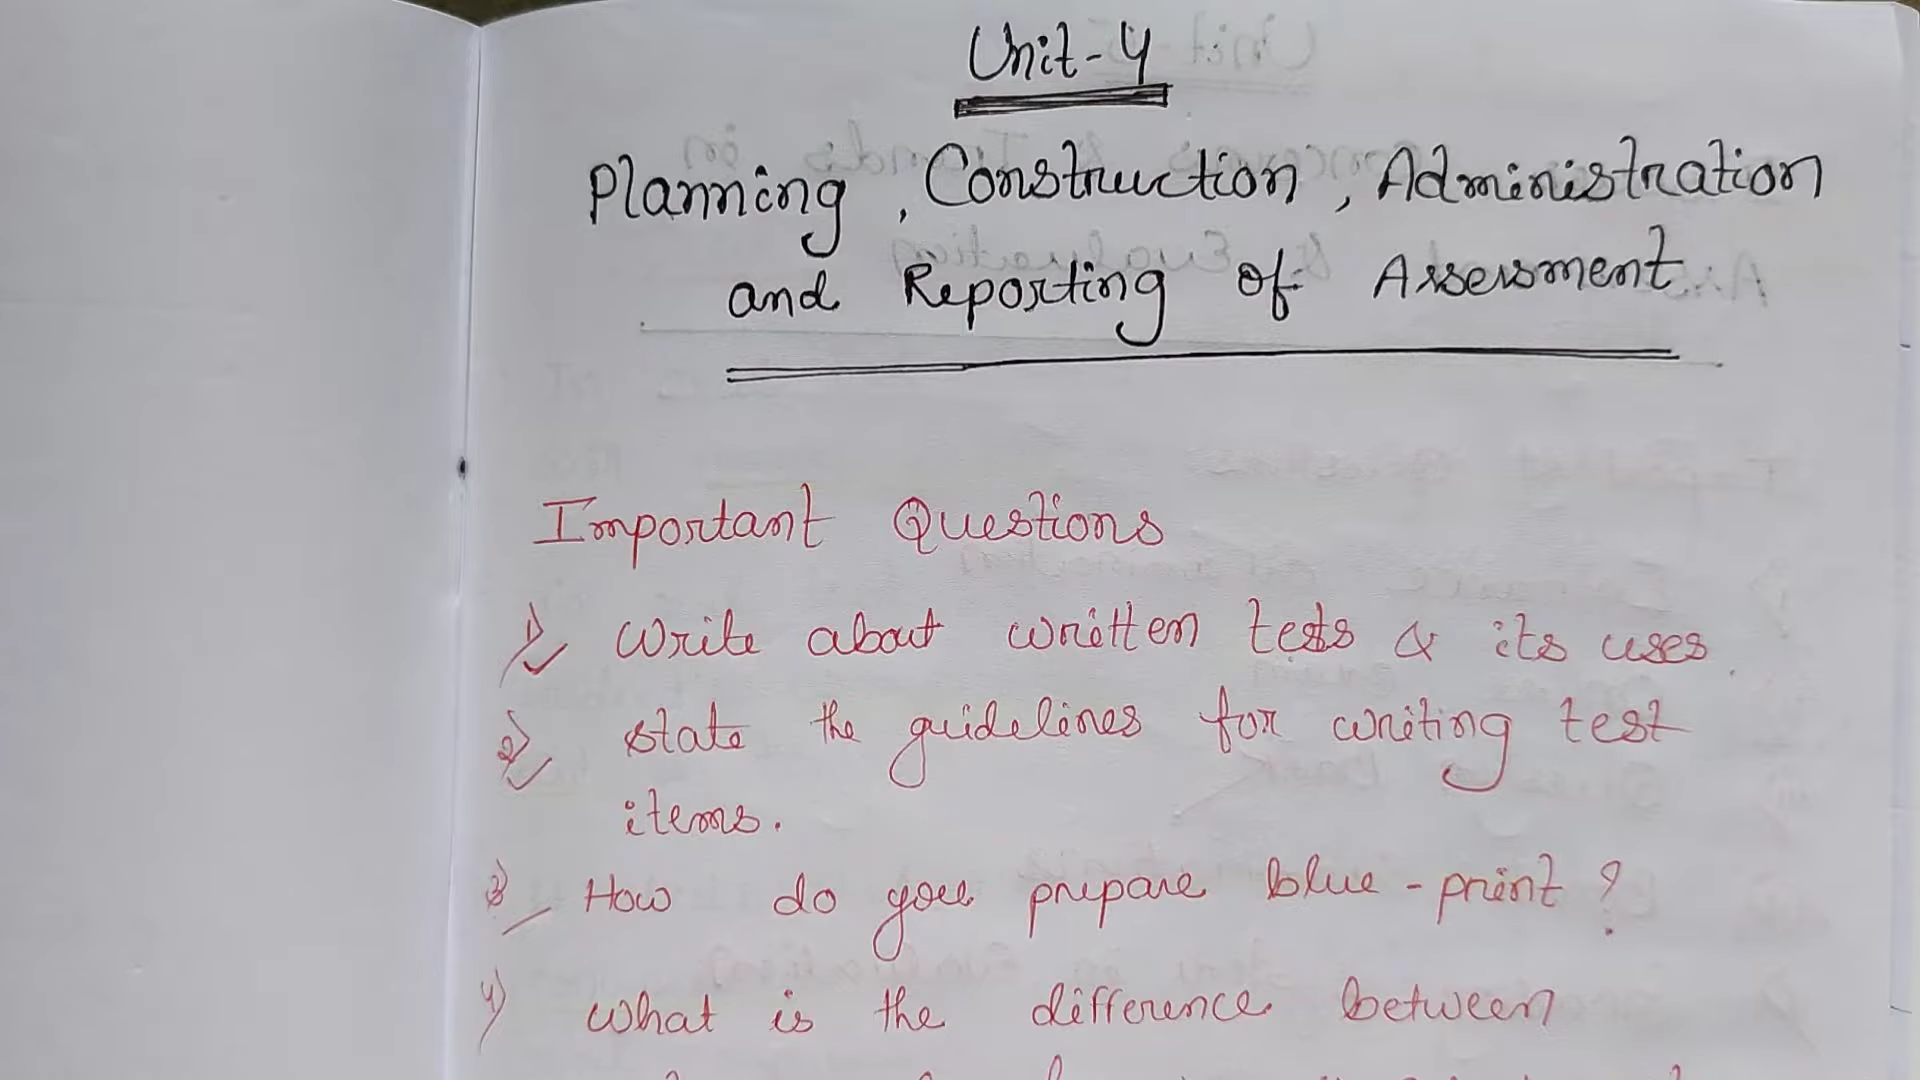 Unit-4
Planning, Construction, Administration
and Reporting of Assessment
Important Questions
1) Write about written tests & its uses.
2) state the guidelines for writing test
items.
3) How do you prepare blue-print?
4) What is the difference between